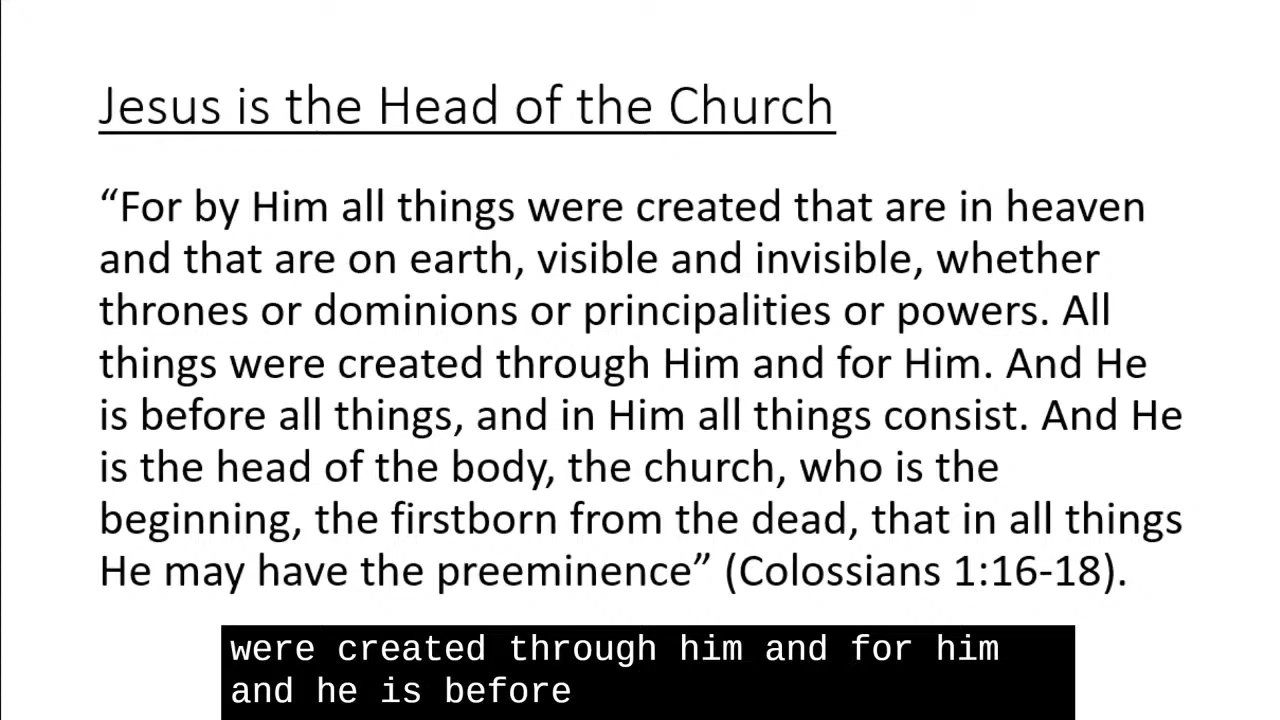 Jesus is the Head of the Church
“For by Him all things were created that are in heaven
and that are on earth, visible and invisible, whether
thrones or dominions or principalities or powers. All
things were created through Him and for Him. And He
is before all things, and in Him all things consist. And He
is the head of the body, the church, who is the
beginning, the firstborn from the dead, that in all things
He may have the preeminence” (Colossians 1:16-18).
were created through him and for him
and he is before